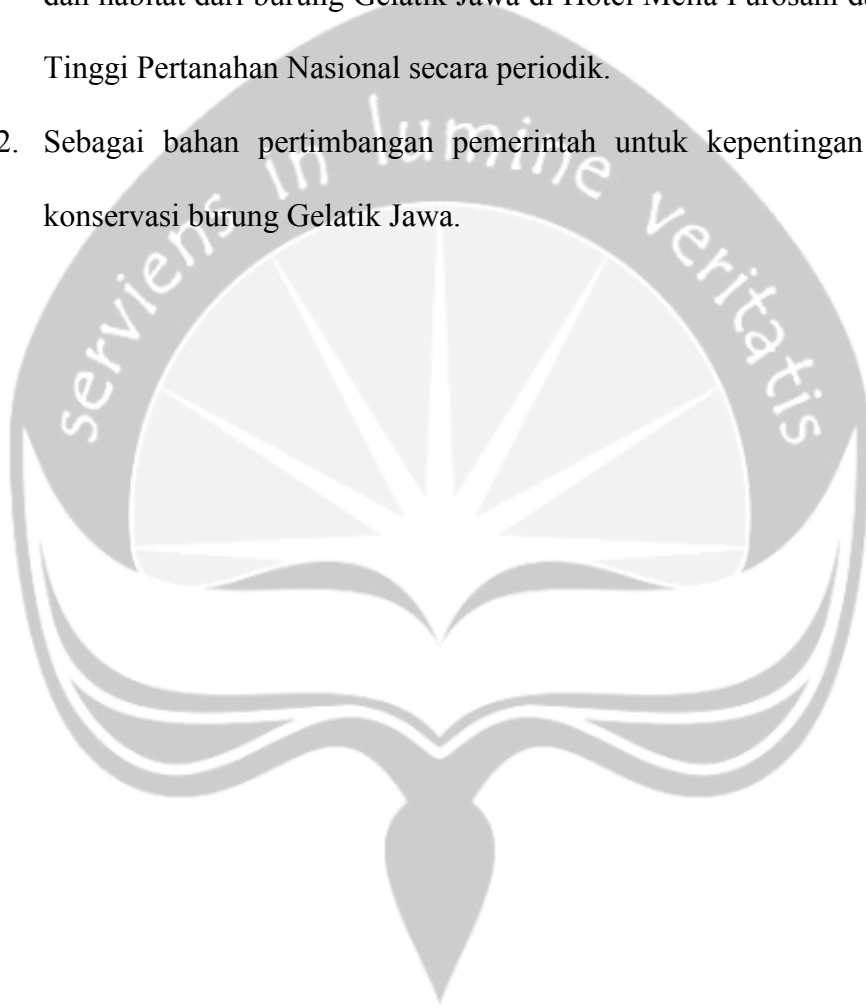 dan habitat dari burung Gelatik Jawa di Hotel Melia Purosani
Tinggi Pertanahan Nasional secara periodik.
2. Sebagai bahan pertimbangan pemerintah untuk kepentingan
konservasi burung Gelatik Jawa.
serviens in lumine veritatis